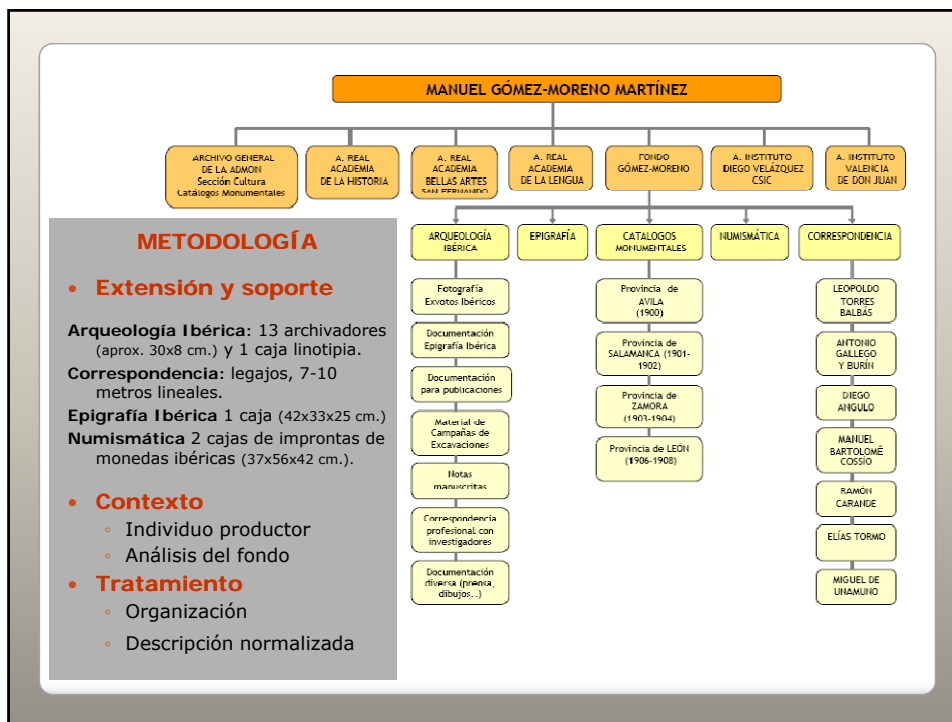 MANUEL GÓMEZ-MORENO MARTÍNEZ
ARCHIVO GENERAL
DE LA ADMON
Sección Cultura
Catálogos Monumentales
A. REAL
ACADEMIA
DE LA HISTORIA
A. REAL
ACADEMIA
BELLAS ARTES
SAN FERNANDO
A. REAL
ACADEMIA
DE LA LENGUA
FONDO
GÓMEZ-MORENO
A. INSTITUTO
DIEGO VELÁZQUEZ
CSIC
A. INSTITUTO
VALENCIA
DE DON JUAN
METODOLOGÍA
• Extensión y soporte
Arqueología Ibérica: 13 archivadores
(aprox. 30x8 cm.) y 1 caja linotipia.
Correspondencia: legajos, 7-10
metros lineales.
Epigrafía Ibérica 1 caja (42x33x25 cm.)
Numismática 2 cajas de improntas de
monedas ibéricas (37x56x42 cm.).
• Contexto
◦ Individuo productor
◦ Análisis del fondo
• Tratamiento
◦ Organización
◦ Descripción normalizada
ARQUEOLOGÍA
IBÉRICA
EPIGRAFÍA
CATALOGOS
MONUMENTALES
NUMISMÁTICA
CORRESPONDENCIA
Fotografía
Exvotos Ibéricos
Documentación
Epigrafía Ibérica
Documentación
para publicaciones
Material de
Campañas de
Excavaciones
Notas
manuscritas
Correspondencia
profesional con
investigadores
Documentación
diversa (prensa,
dibujos..)
Provincia de
AVILA
(1900)
Provincia de
SALAMANCA (1901-
1902)
Provincia de
ZAMORA
(1903-1904)
Provincia de LEÓN
(1906-1908)
LEOPOLDO
TORRES
BALBÁS
ANTONIO
GALLEGO
Y BURÍN
DIEGO
ANGULO
MANUEL
BARTOLOMÉ
COSSÍO
RAMÓN
CARANDE
ELÍAS TORMO
MIGUEL DE
UNAMUNO